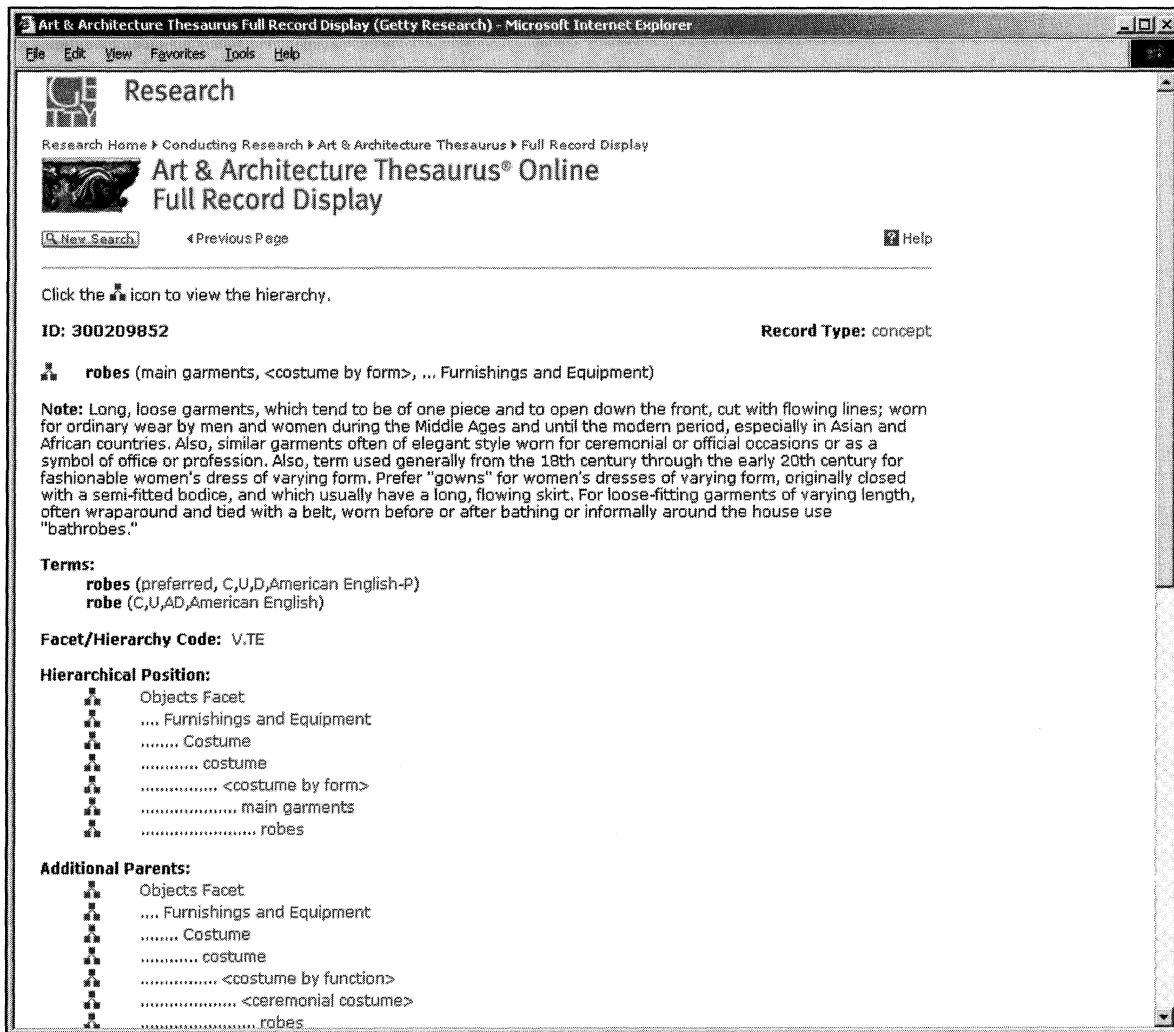 Art & Architecture Thesaurus Full Record Display (Getty Research) - Microsoft Internet Explorer
File Edit View Favorites Tools Help
GETTY Research
Research Home Conducting Research Art & Architecture Thesaurus Full Record Display
Art & Architecture Thesaurus® Online
Full Record Display
New Search Previous Page ? Help
Click the icon to view the hierarchy.
ID: 300209852 Record Type: concept
robes (main garments, <costume by form>, ... Furnishings and Equipment)
Note: Long, loose garments, which tend to be of one piece and to open down the front, cut with flowing lines; worn
for ordinary wear by men and women during the Middle Ages and until the modern period, especially in Asian and
African countries. Also, similar garments often of elegant style worn for ceremonial or official occasions or as a
symbol of office or profession. Also, term used generally from the 18th century through the early 20th century for
fashionable women's dress of varying form. Prefer "gowns" for women's dresses of varying form, originally closed
with a semi-fitted bodice, and which usually have a long, flowing skirt. For loose-fitting garments of varying length,
often wraparound and tied with a belt, worn before or after bathing or informally around the house use
"bathrobes."
Terms:
robes (preferred, C,U,D,American English-P)
robe (C,U,AD,American English)
Facet/Hierarchy Code: V.TE
Hierarchical Position:
Objects Facet
.... Furnishings and Equipment
........ Costume
............ costume
................ <costume by form>
.................... main garments
........................ robes
Additional Parents:
Objects Facet
.... Furnishings and Equipment
........ Costume
............ costume
................ <costume by function>
.................... <ceremonial costume>
........................ robes